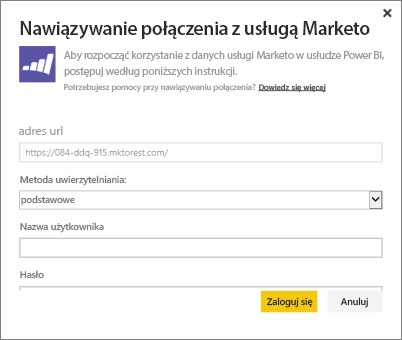 Nawiązywanie połączenia z usługą Marketo
Aby rozpocząć korzystanie z danych usługi Marketo w usłudze Power BI,
postępuj według poniższych instrukcji.
Potrzebujesz pomocy przy nawiązywaniu połączenia? Dowiedz się więcej
adres url
https://084-ddq-915.mktorest.com/
Metoda uwierzytelniania:
podstawowe
Nazwa użytkownika
Hasło
Zaloguj się
Anuluj